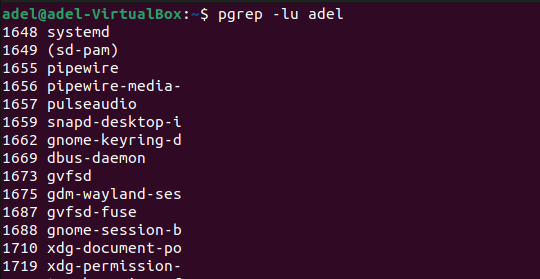 adel@adel-VirtualBox:~$ pgrep -lu adel
1648 systemd
1649 (sd-pam)
1655 pipewire
1656 pipewire-media-
1657 pulseaudio
1659 snapd-desktop-i
1662 gnome-keyring-d
1669 dbus-daemon
1673 gvfsd
1675 gdm-wayland-ses
1687 gvfsd-fuse
1688 gnome-session-b
1710 xdg-document-po
1719 xdg-permission-